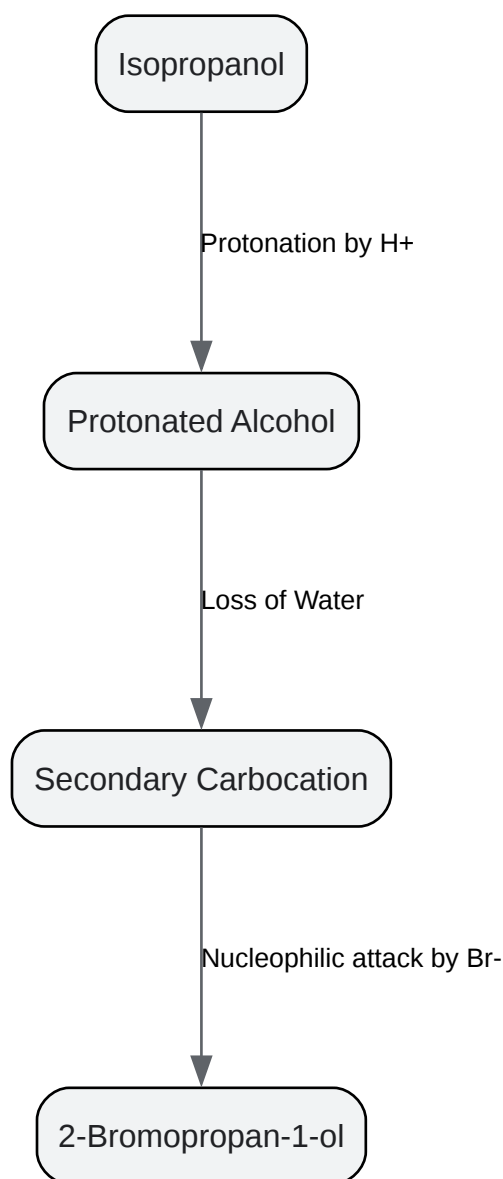 Isopropanol
Protonation by H+
Protonated Alcohol
Loss of Water
Secondary Carbocation
Nucleophilic attack by Br-
2-Bromopropan-1-ol